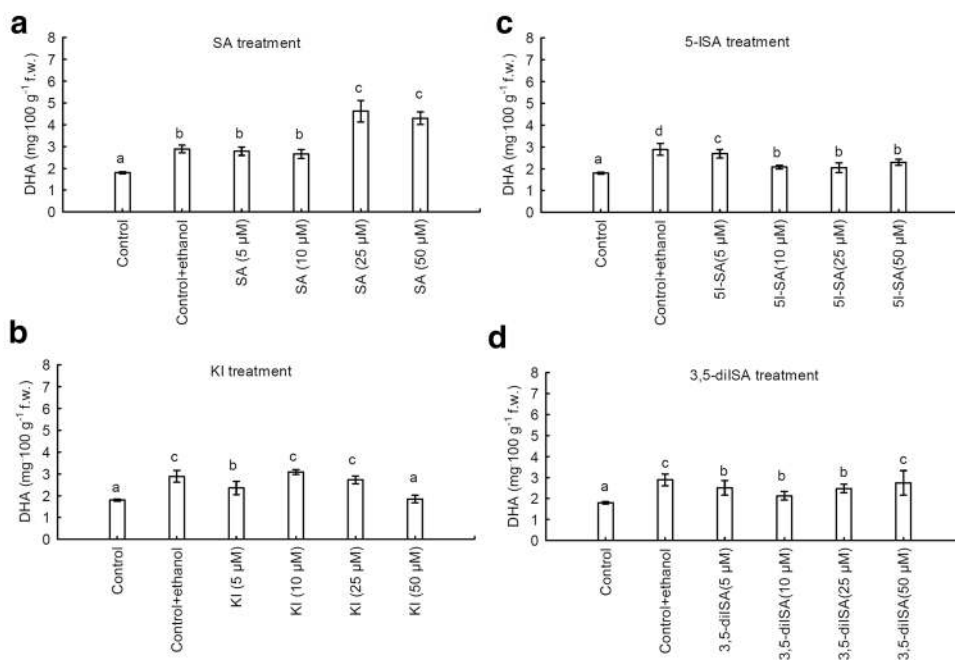 a
SA treatment
DHA (mg·100 g⁻¹ f.w.)
8
7
6
5
4
3
2
1
0
a
b
b
b
c
c
Control
Control+ethanol
SA (5 µM)
SA (10 µM)
SA (25 µM)
SA (50 µM)
b
KI treatment
DHA (mg·100 g⁻¹ f.w.)
8
7
6
5
4
3
2
1
0
a
c
b
c
c
a
Control
Control+ethanol
KI (5 µM)
KI (10 µM)
KI (25 µM)
KI (50 µM)
c
5-ISA treatment
DHA (mg·100 g⁻¹ f.w.)
8
7
6
5
4
3
2
1
0
a
d
c
b
b
b
Control
Control+ethanol
5I-SA(5 µM)
5I-SA(10 µM)
5I-SA(25 µM)
5I-SA(50 µM)
d
3,5-diISA treatment
DHA (mg·100 g⁻¹ f.w.)
8
7
6
5
4
3
2
1
0
a
c
b
b
b
c
Control
Control+ethanol
3,5-diISA(5 µM)
3,5-diISA(10 µM)
3,5-diISA(25 µM)
3,5-diISA(50 µM)